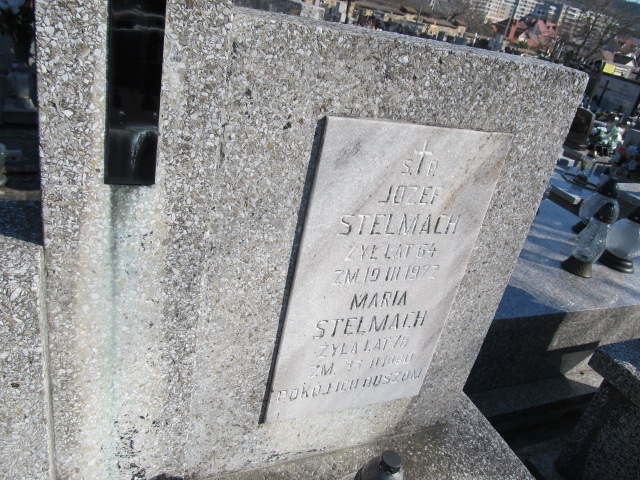 Ś.†P.
JÓZEF
STELMACH
ŻYŁ LAT 64
ZM.19 III 1972
MARIA
STELMACH
ŻYŁA LAT
ZM.
POKÓJ ICH DUSZOM